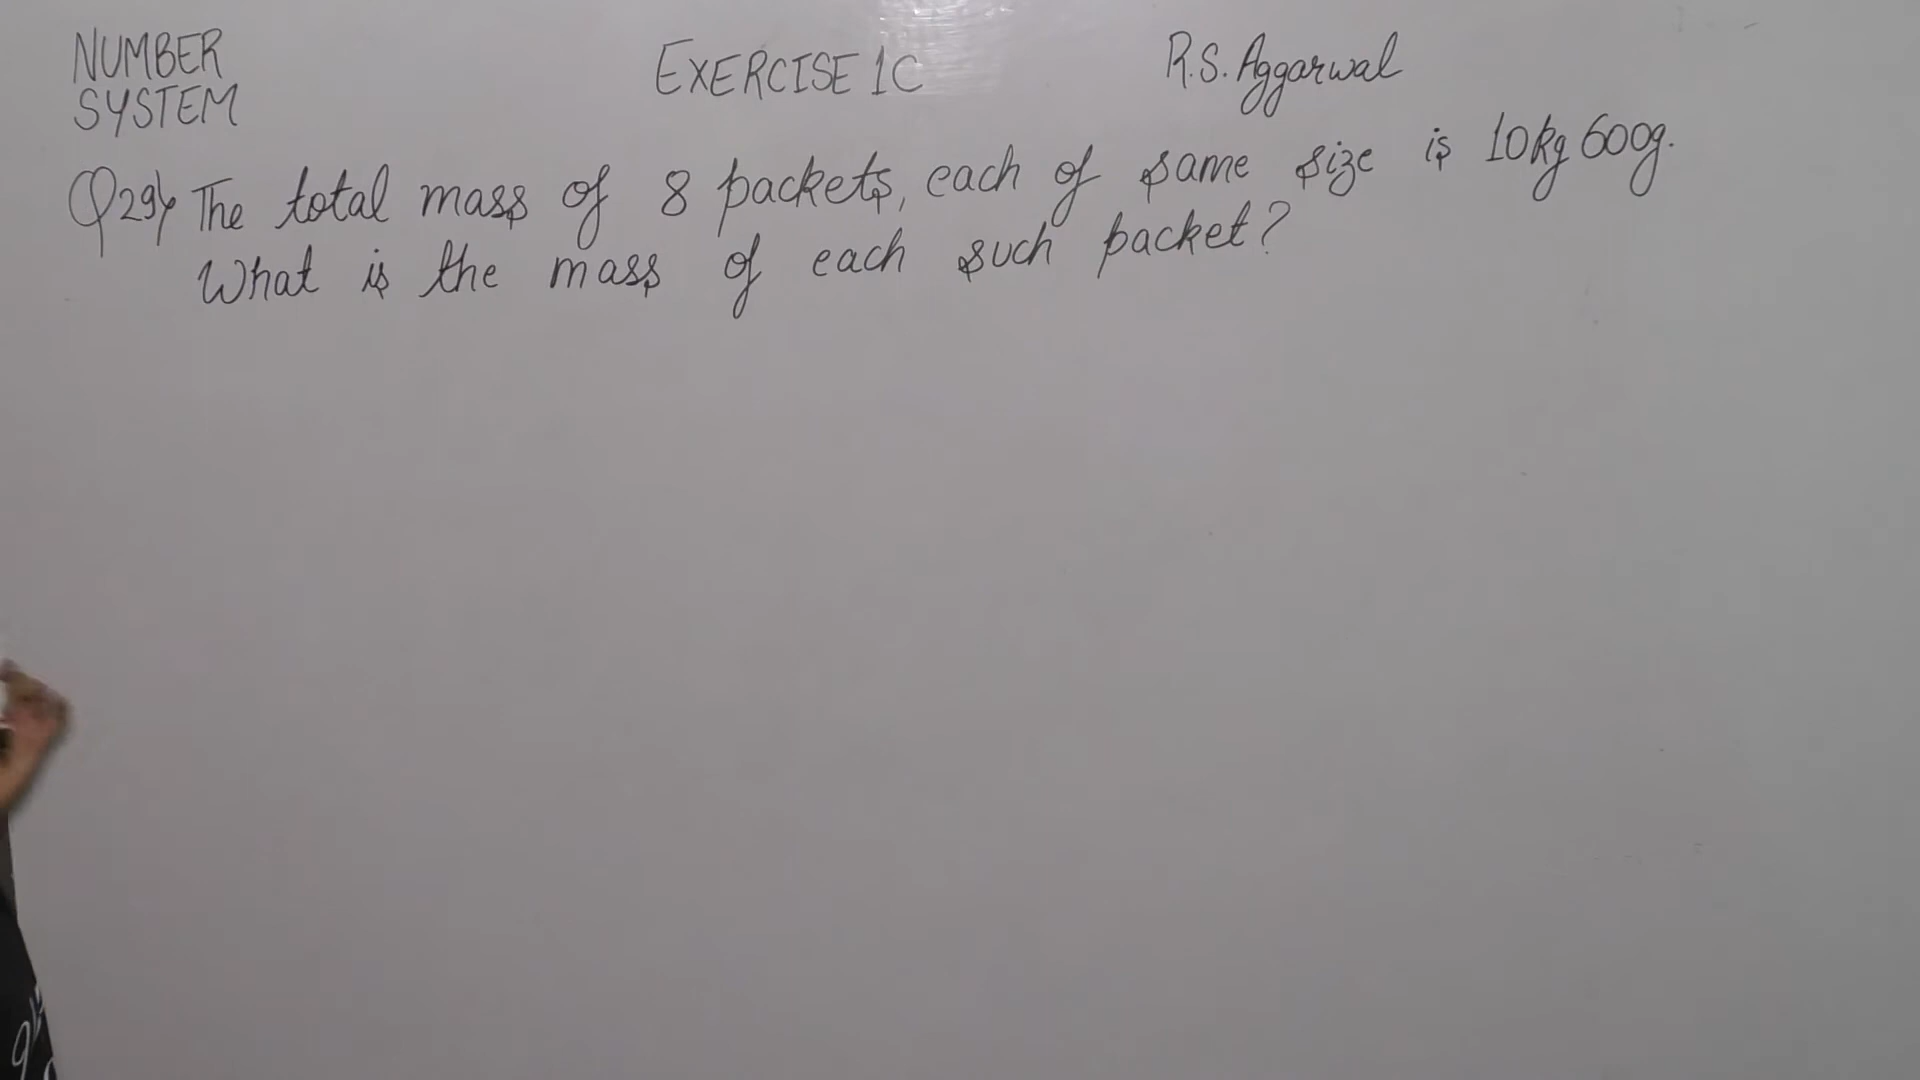 NUMBER
SYSTEM
EXERCISE 1C
R.S. Aggarwal
Q29) The total mass of 8 packets, each of same size is 10kg 600g.
What is the mass of each such packet?